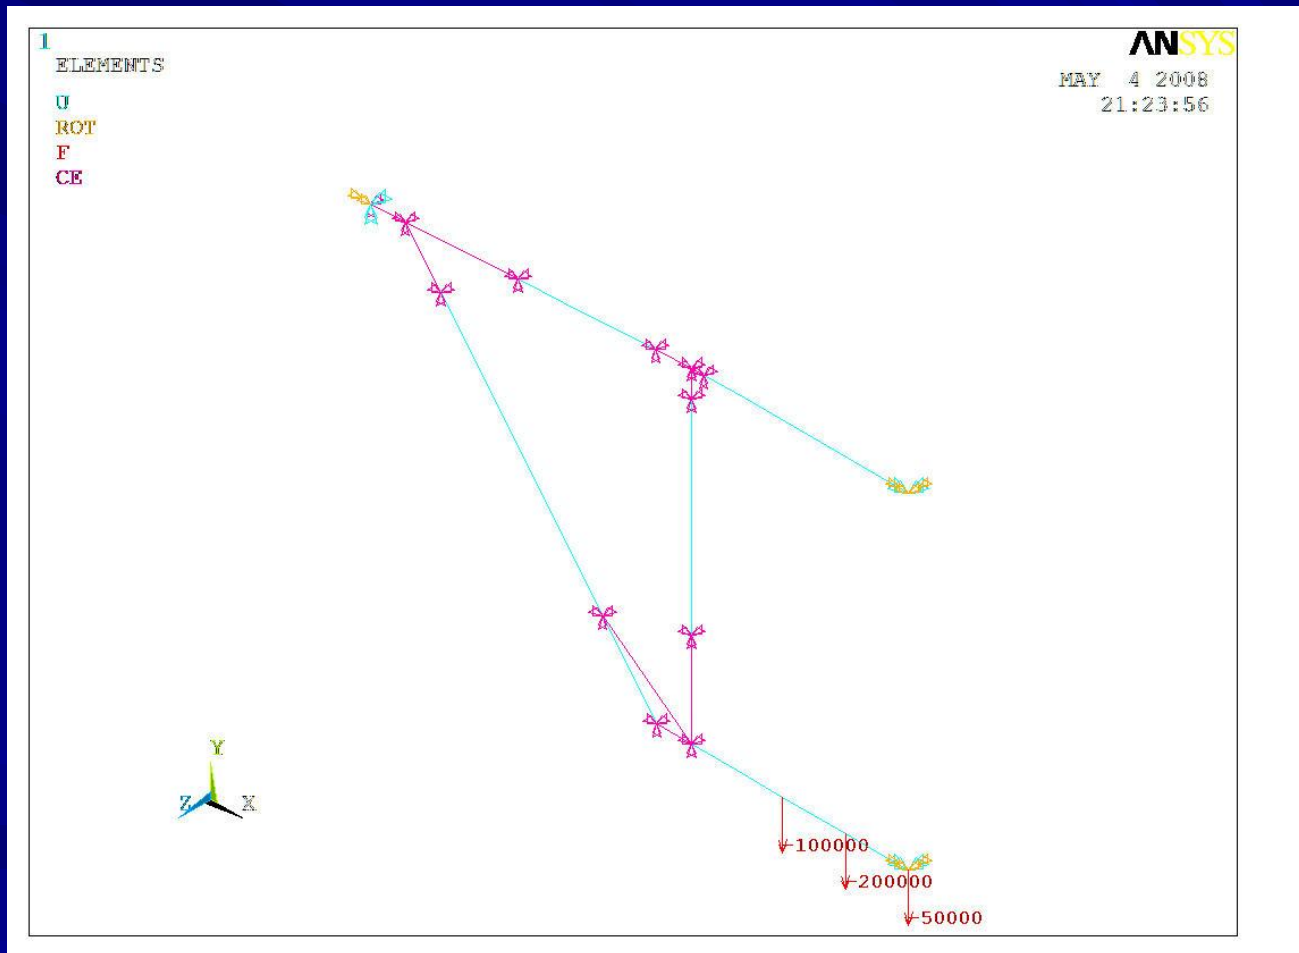 1
ELEMENTS
U
ROT
F
CE
ANSYS
MAY 4 2008
21:23:56
Y
Z
X
-100000
-200000
-50000